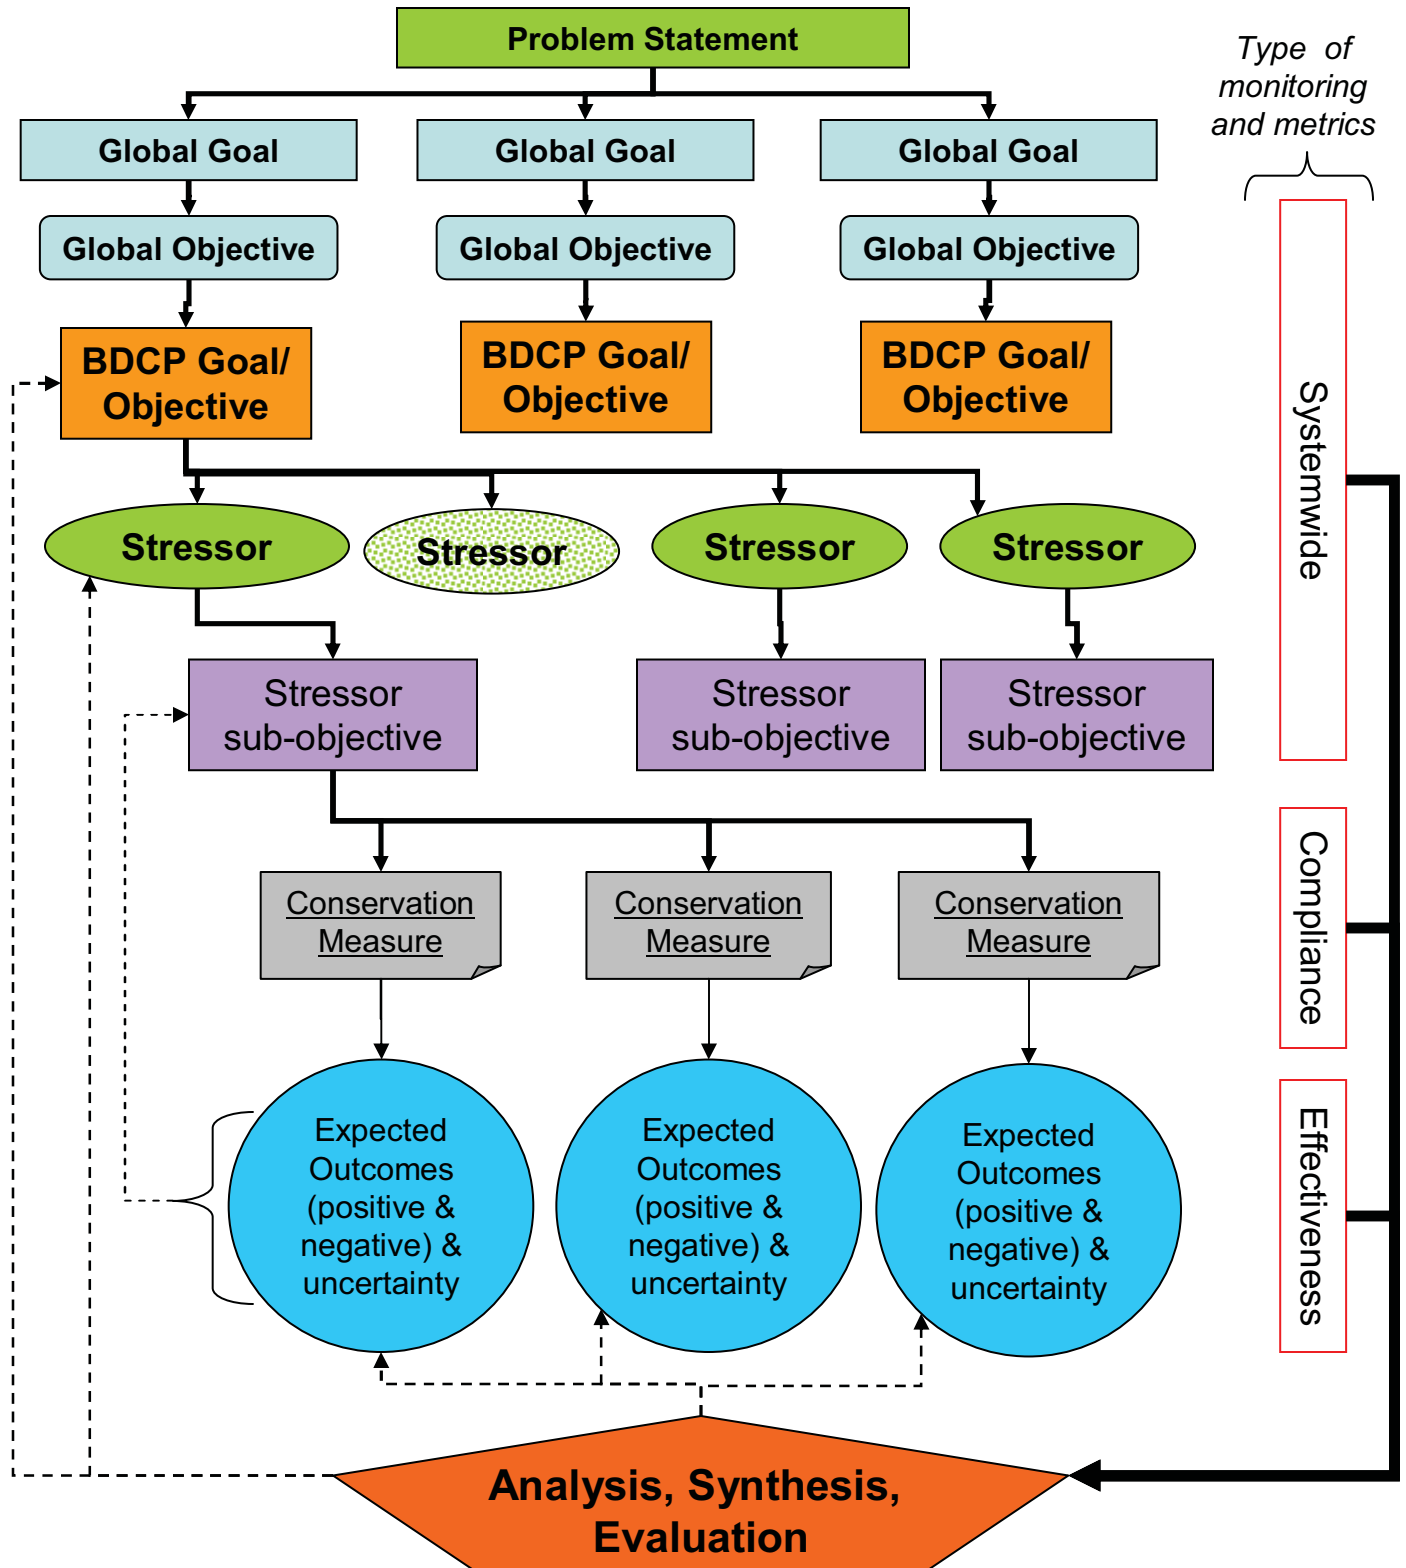 Problem Statement
Type of
monitoring
and metrics
Global Goal
Global Goal
Global Goal
Global Objective
Global Objective
Global Objective
BDCP Goal/
Objective
BDCP Goal/
Objective
BDCP Goal/
Objective
Systemwide
Stressor
Stressor
Stressor
Stressor
Stressor
sub-objective
Stressor
sub-objective
Stressor
sub-objective
Compliance
Conservation
Measure
Conservation
Measure
Conservation
Measure
Effectiveness
Expected
Outcomes
(positive &
negative) &
uncertainty
Expected
Outcomes
(positive &
negative) &
uncertainty
Expected
Outcomes
(positive &
negative) &
uncertainty
Analysis, Synthesis,
Evaluation